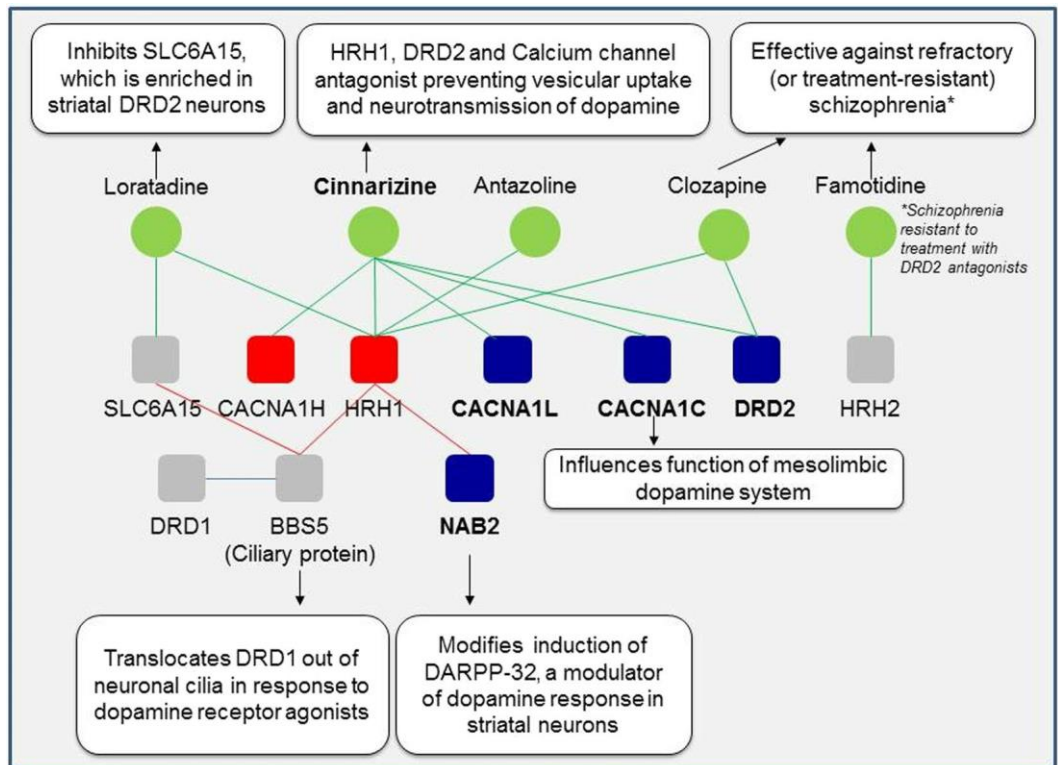 Inhibits SLC6A15,
which is enriched in
striatal DRD2 neurons
HRH1, DRD2 and Calcium channel
antagonist preventing vesicular uptake
and neurotransmission of dopamine
Effective against refractory
(or treatment-resistant)
schizophrenia*
Loratadine
Cinnarizine
Antazoline
Clozapine
Famotidine
*Schizophrenia
resistant to
treatment with
DRD2 antagonists
SLC6A15
CACNA1H
HRH1
CACNA1L
CACNA1C
DRD2
HRH2
Influences function of mesolimbic
dopamine system
DRD1
BBS5
(Ciliary protein)
NAB2
Translocates DRD1 out of
neuronal cilia in response to
dopamine receptor agonists
Modifies induction of
DARPP-32, a modulator
of dopamine response in
striatal neurons